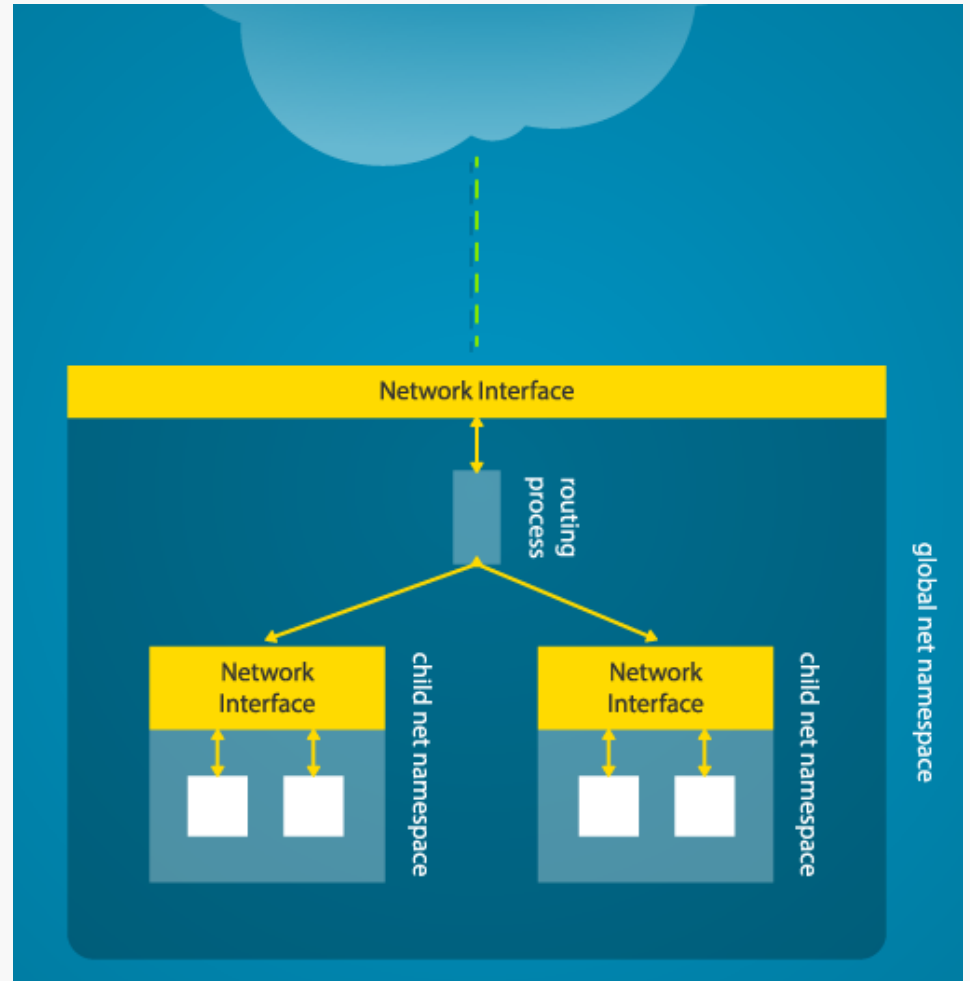 Network Interface
routing
process
global net namespace
Network
Interface
child net namespace
Network
Interface
child net namespace